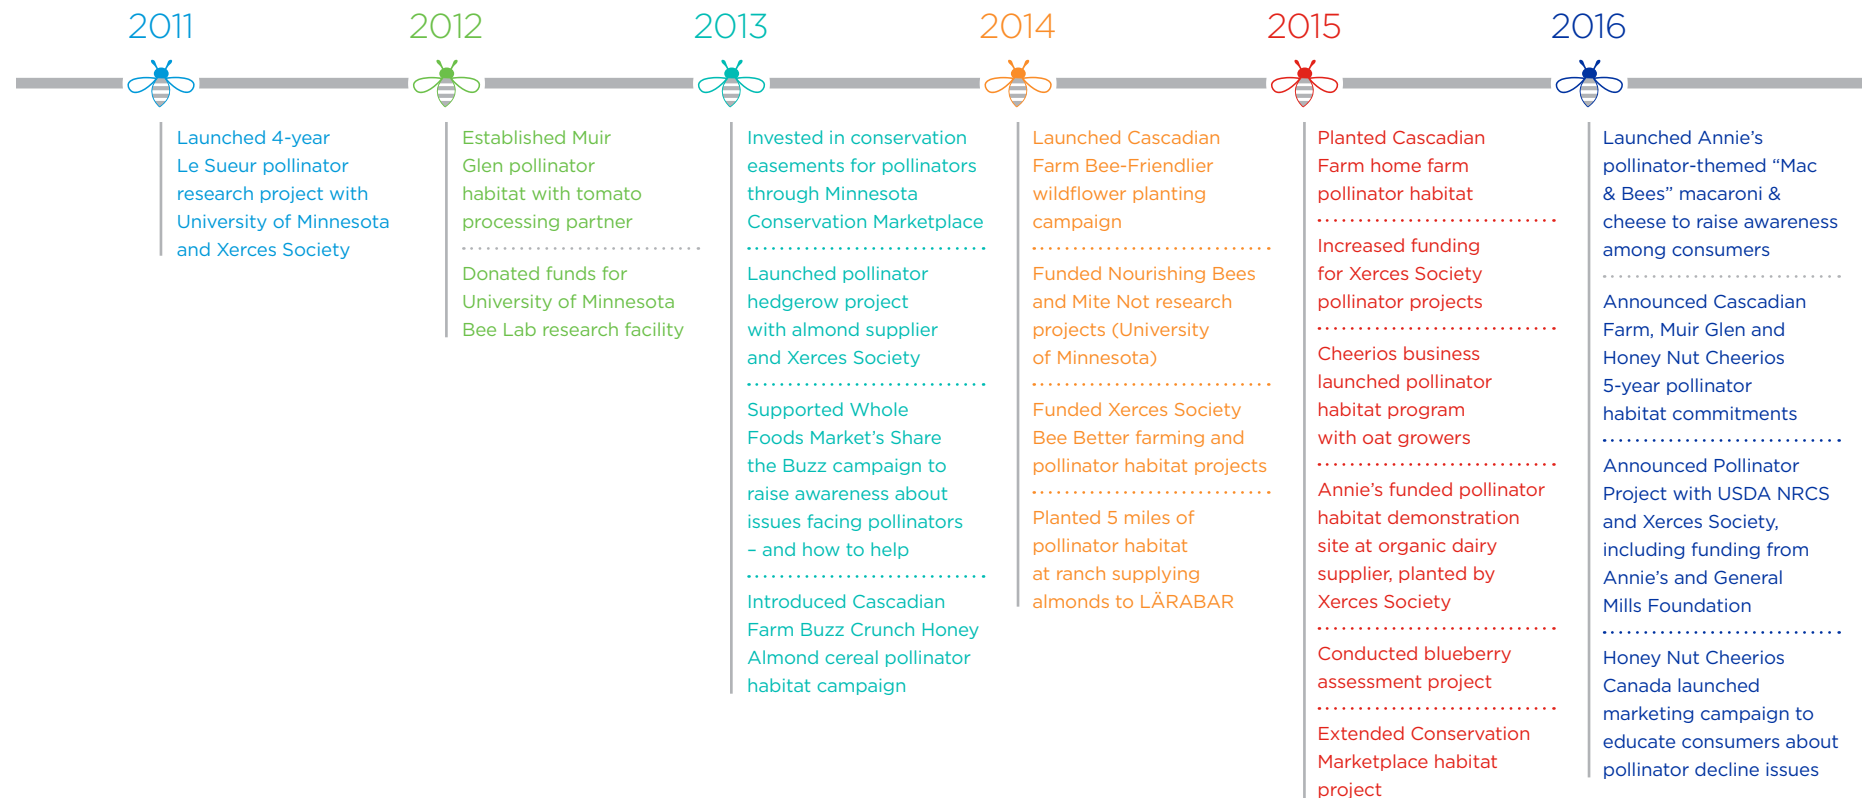 2011
Launched 4-year
Le Sueur pollinator
research project with
University of Minnesota
and Xerces Society
2012
Established Muir
Glen pollinator
habitat with tomato
processing partner
Donated funds for
University of Minnesota
Bee Lab research facility
2013
Invested in conservation
easements for pollinators
through Minnesota
Conservation Marketplace
Launched pollinator
hedgerow project
with almond supplier
and Xerces Society
Supported Whole
Foods Market’s Share
the Buzz campaign to
raise awareness about
issues facing pollinators
– and how to help
Introduced Cascadian
Farm Buzz Crunch Honey
Almond cereal pollinator
habitat campaign
2014
Launched Cascadian
Farm Bee-Friendlier
wildflower planting
campaign
Funded Nourishing Bees
and Mite Not research
projects (University
of Minnesota)
Funded Xerces Society
Bee Better farming and
pollinator habitat projects
Planted 5 miles of
pollinator habitat
at ranch supplying
almonds to LÄRABAR
2015
Planted Cascadian
Farm home farm
pollinator habitat
Increased funding
for Xerces Society
pollinator projects
Cheerios business
launched pollinator
habitat program
with oat growers
Annie’s funded pollinator
habitat demonstration
site at organic dairy
supplier, planted by
Xerces Society
Conducted blueberry
assessment project
Extended Conservation
Marketplace habitat
project
2016
Launched Annie’s
pollinator-themed “Mac
& Bees” macaroni &
cheese to raise awareness
among consumers
Announced Cascadian
Farm, Muir Glen and
Honey Nut Cheerios
5-year pollinator
habitat commitments
Announced Pollinator
Project with USDA NRCS
and Xerces Society,
including funding from
Annie’s and General
Mills Foundation
Honey Nut Cheerios
Canada launched
marketing campaign to
educate consumers about
pollinator decline issues